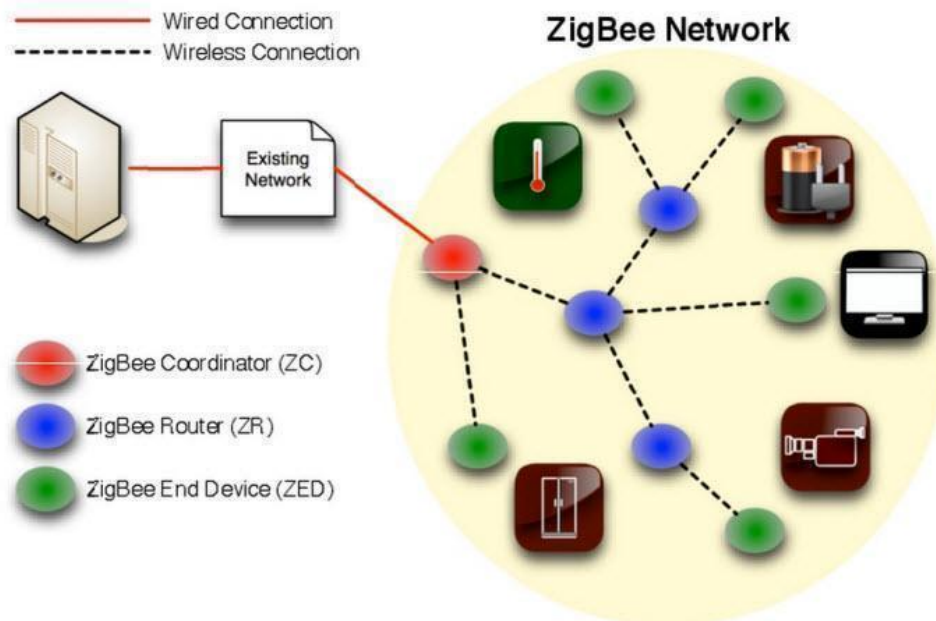 Wired Connection
Wireless Connection
ZigBee Network
Existing
Network
ZigBee Coordinator (ZC)
ZigBee Router (ZR)
ZigBee End Device (ZED)